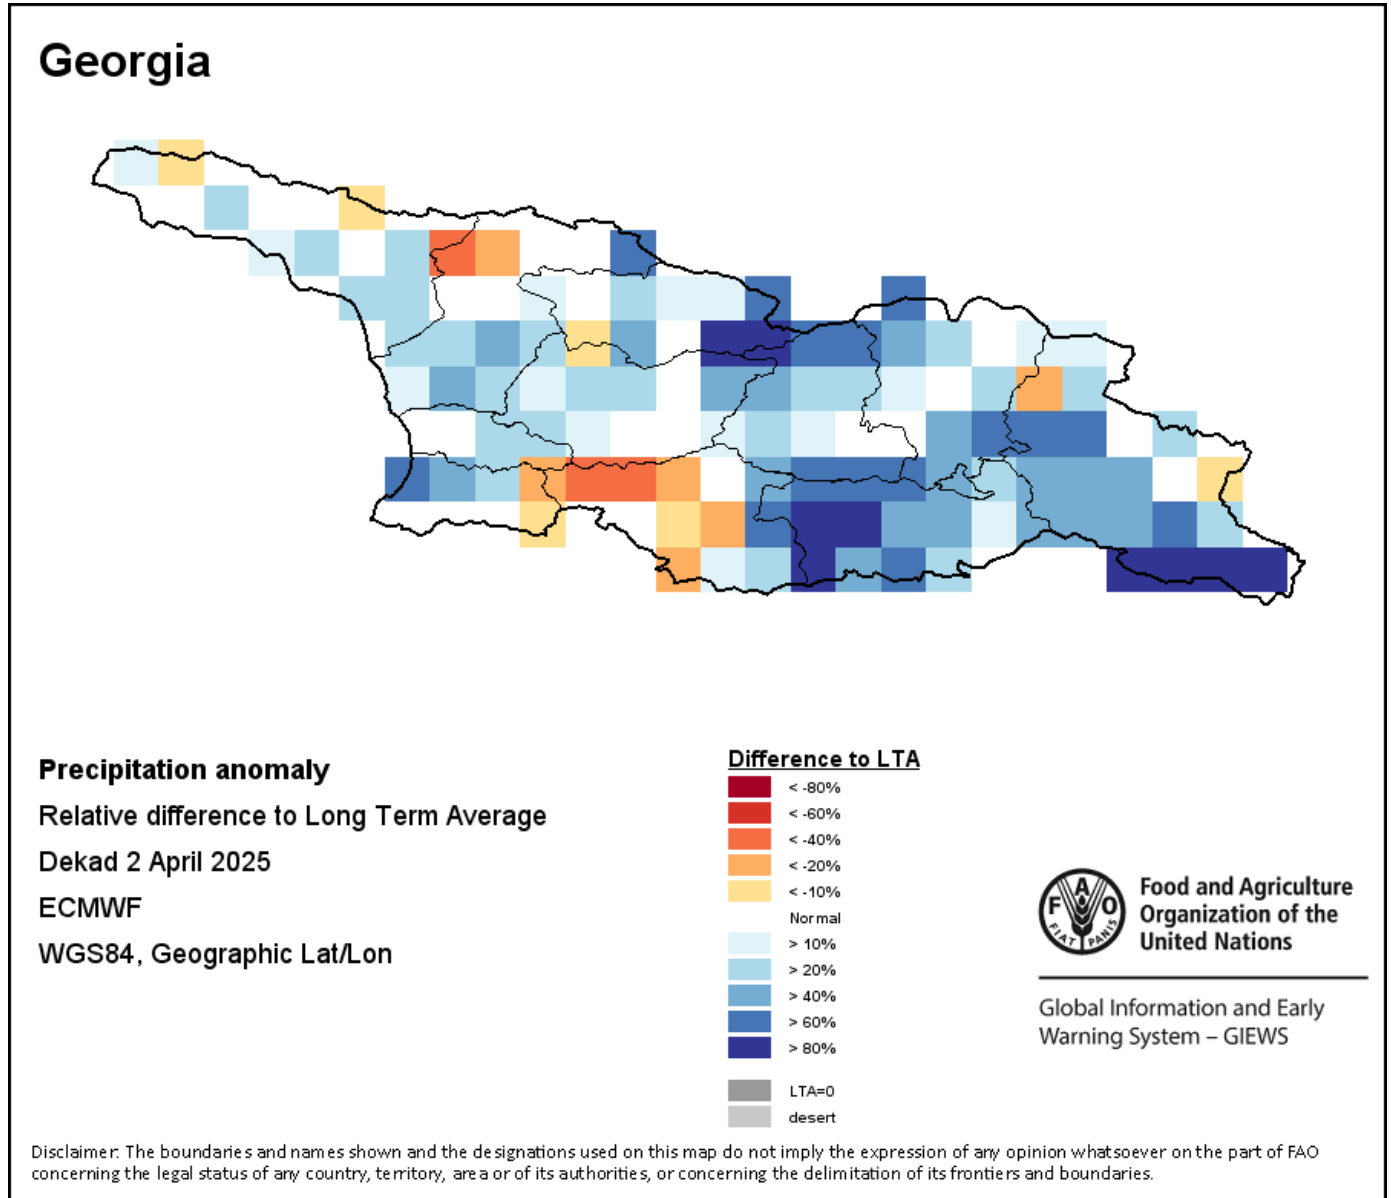 Georgia
Precipitation anomaly
Relative difference to Long Term Average
Dekad 2 April 2025
ECMWF
WGS84, Geographic Lat/Lon
Difference to LTA
< -80%
< -60%
< -40%
< -20%
< -10%
Normal
> 10%
> 20%
> 40%
> 60%
> 80%
LTA=0
desert
F A O
FIAT PANIS
Food and Agriculture
Organization of the
United Nations
Global Information and Early
Warning System – GIEWS
Disclaimer: The boundaries and names shown and the designations used on this map do not imply the expression of any opinion whatsoever on the part of FAO
concerning the legal status of any country, territory, area or of its authorities, or concerning the delimitation of its frontiers and boundaries.